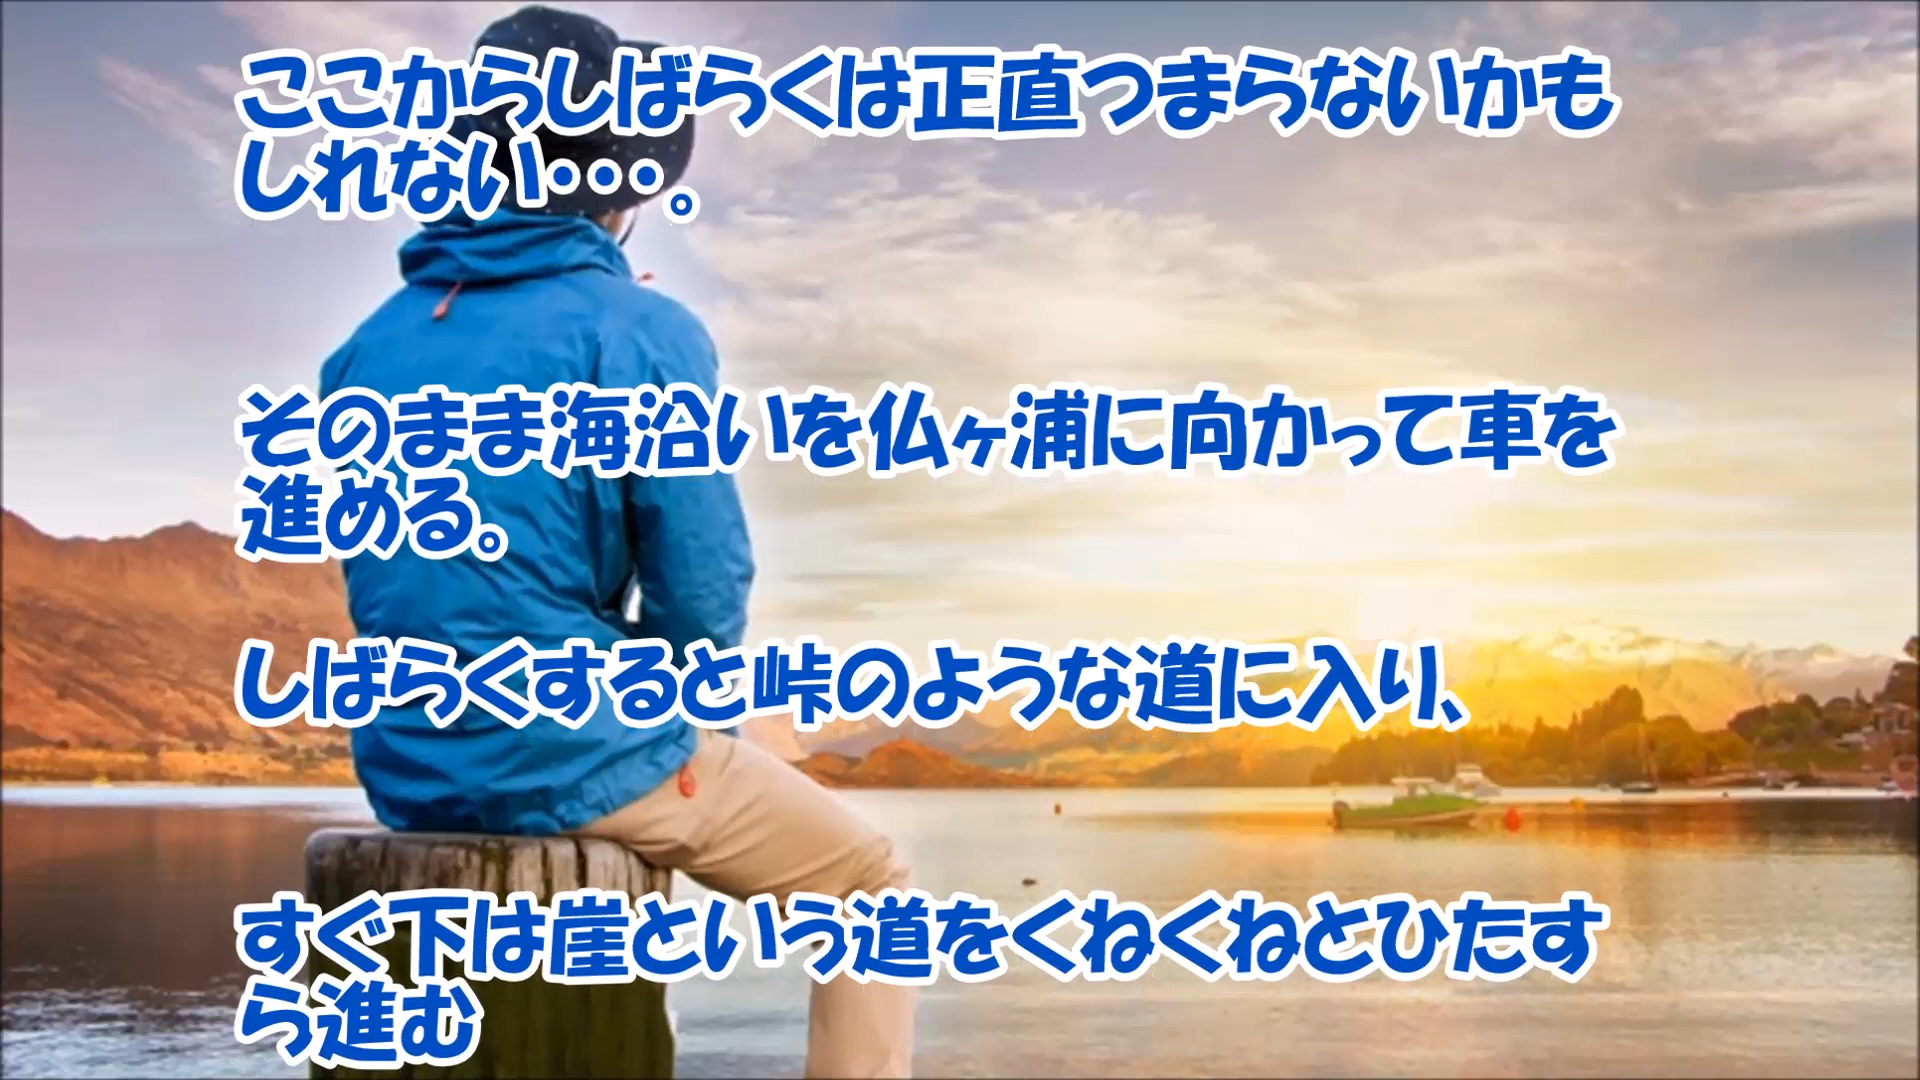 ここからしばらくは正直つまらないかも
しれない・・・。
そのまま海沿いを仏ヶ浦に向かって車を
進める。
しばらくすると峠のような道に入り、
すぐ下は崖という道をくねくねとひたす
ら進む